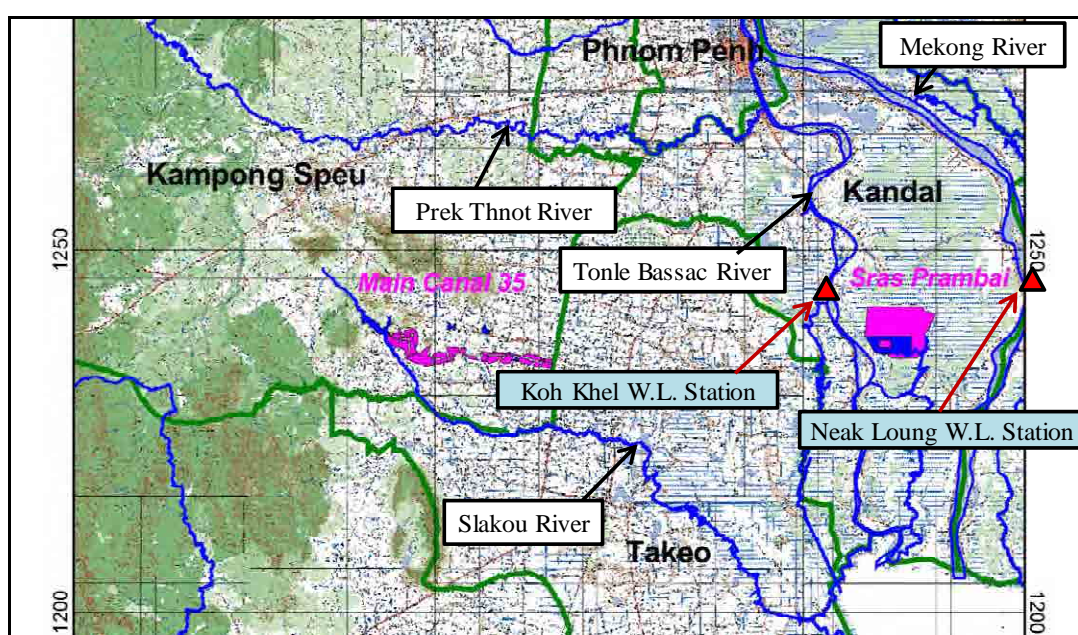 Phnom Penh
Mekong River
Kampong Speu
Kandal
Prek Thnot River
Tonle Bassac River
1250
1250
Main Canal 35
Sras Prambai
Koh Khel W.L. Station
Neak Loung W.L. Station
Slakou River
Takeo
1200
1200